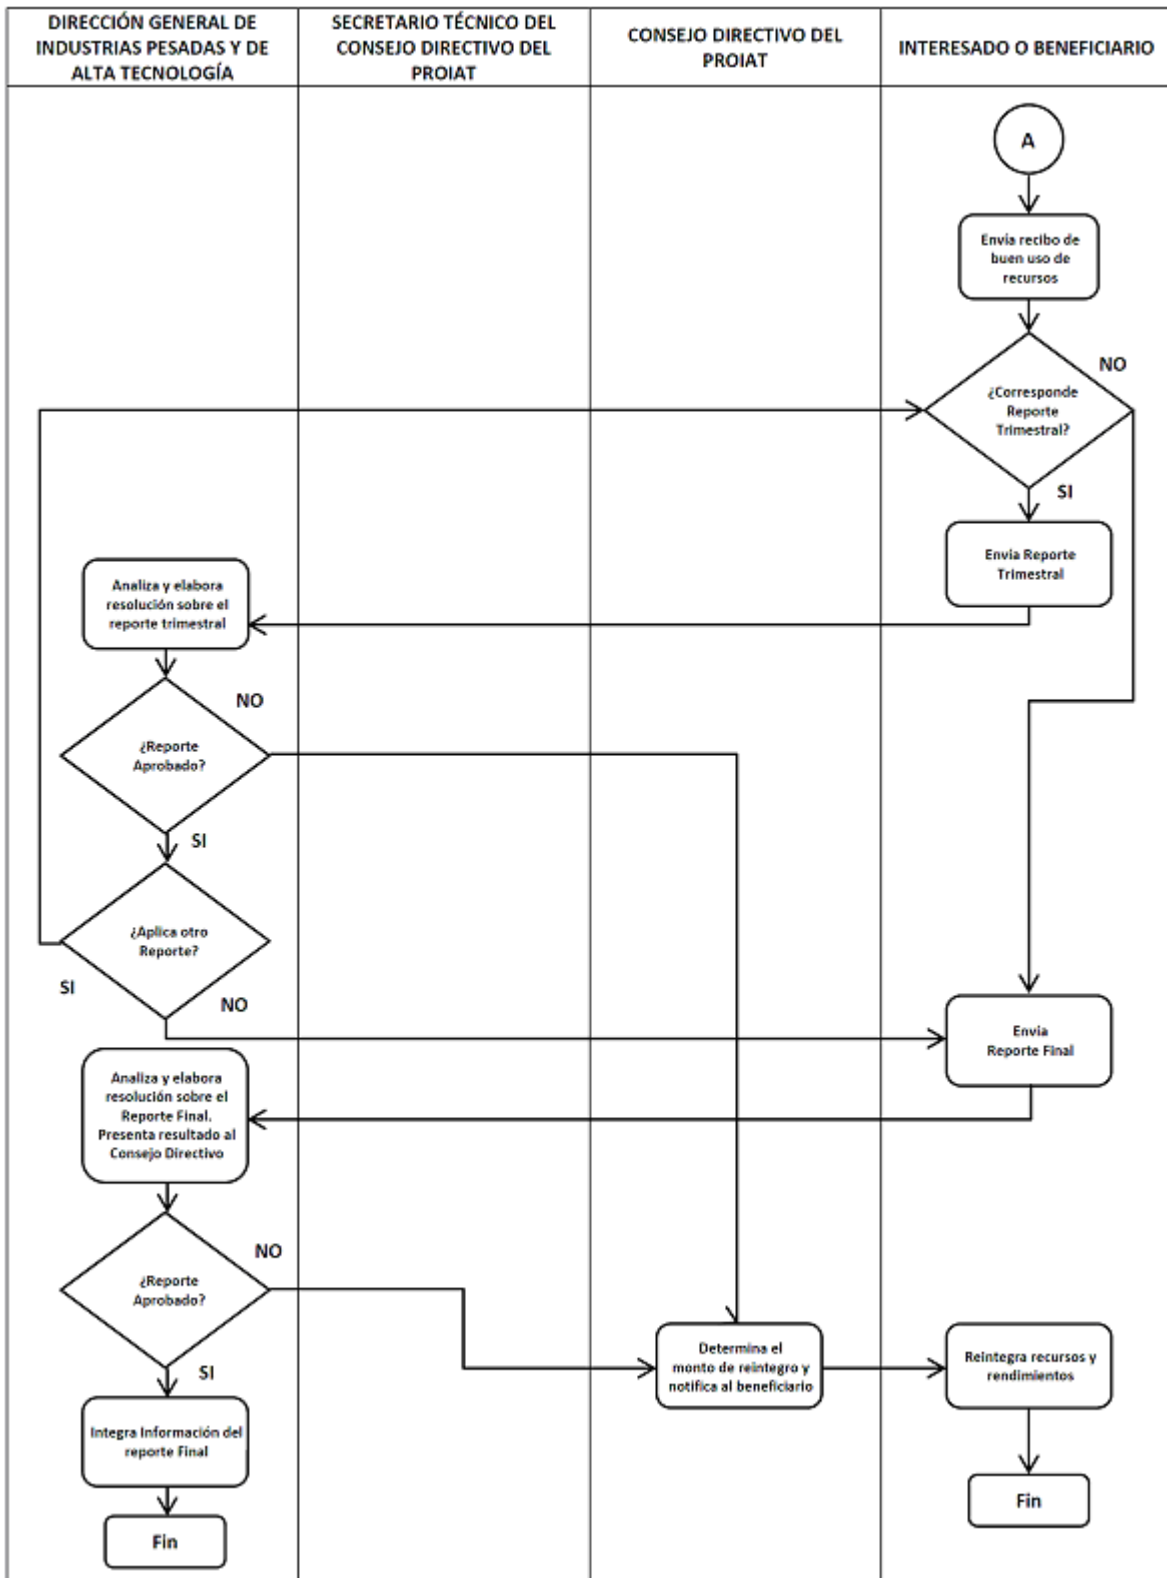 DIRECCIÓN GENERAL DE
INDUSTRIAS PESADAS Y DE
ALTA TECNOLOGÍA
SECRETARIO TÉCNICO DEL
CONSEJO DIRECTIVO DEL
PROIAT
CONSEJO DIRECTIVO DEL
PROIAT
INTERESADO O BENEFICIARIO
A
Envía recibo de
buen uso de
recursos
NO
¿Corresponde
Reporte
Trimestral?
SI
Envía Reporte
Trimestral
Analiza y elabora
resolución sobre el
reporte trimestral
NO
¿Reporte
Aprobado?
SI
¿Aplica otro
Reporte?
SI
NO
Envía
Reporte Final
Analiza y elabora
resolución sobre el
Reporte Final.
Presenta resultado al
Consejo Directivo
NO
¿Reporte
Aprobado?
SI
Determina el
monto de reintegro y
notifica al beneficiario
Reintegra recursos y
rendimientos
Integra Información del
reporte Final
Fin
Fin